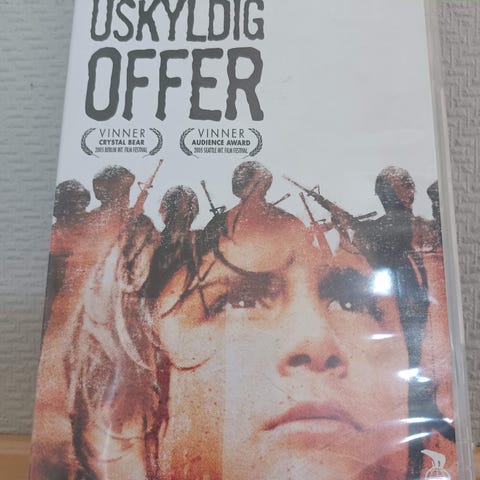 USKYLDIG
OFFER
VINNER
CRYSTAL BEAR
2005 BERLIN INT. FILM FESTIVAL
VINNER
AUDIENCE AWARD
2005 SEATTLE INT. FILM FESTIVAL